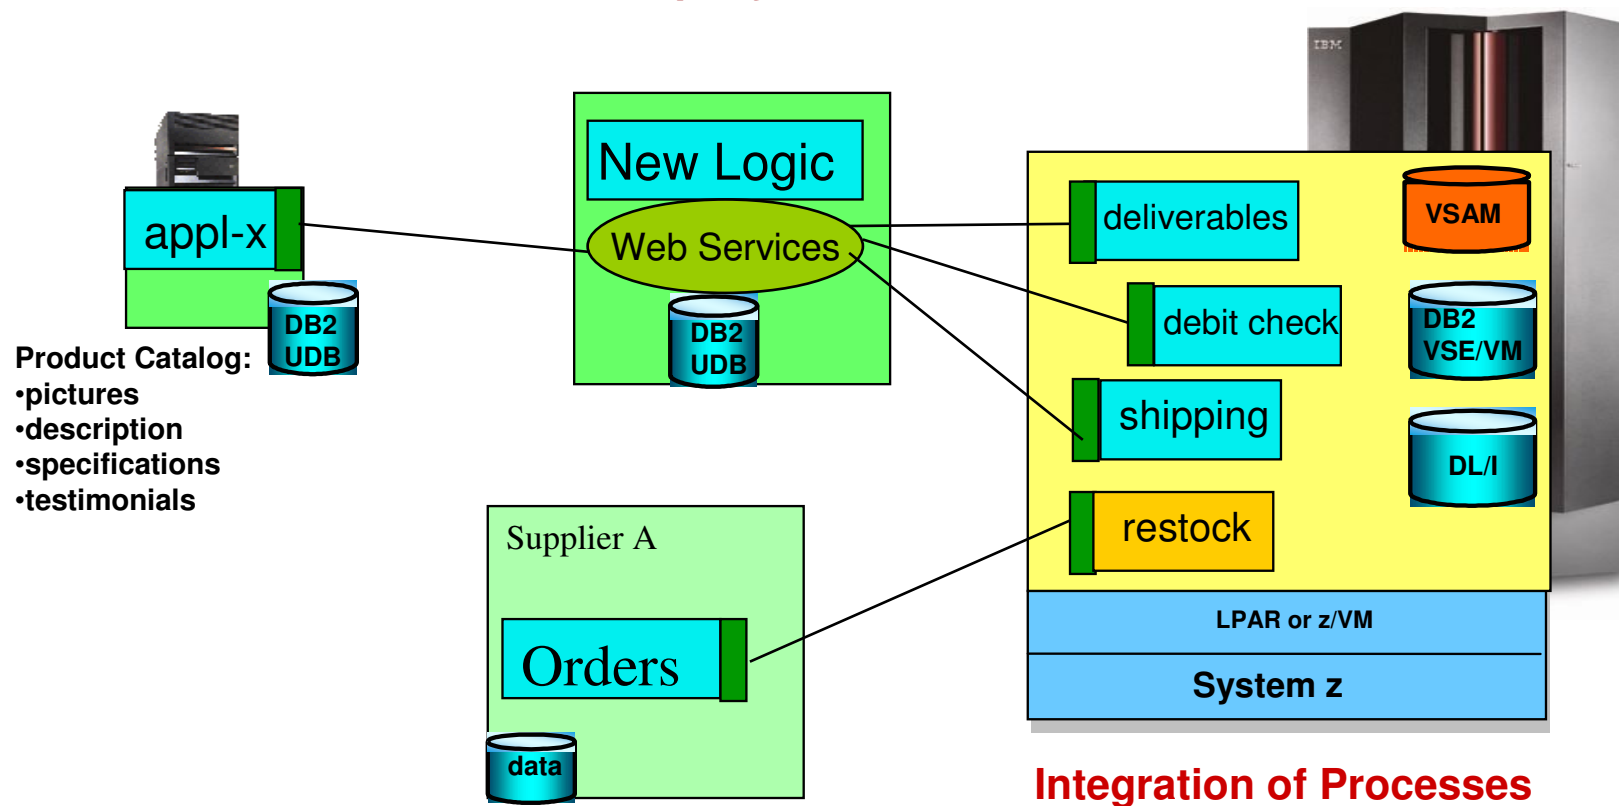 IBM
New Logic
Web Services
DB2
UDB
appl-x
DB2
UDB
Product Catalog:
•pictures
•description
•specifications
•testimonials
deliverables
debit check
shipping
restock
VSAM
DB2
VSE/VM
DL/I
LPAR or z/VM
System z
Supplier A
Orders
data
Integration of Processes